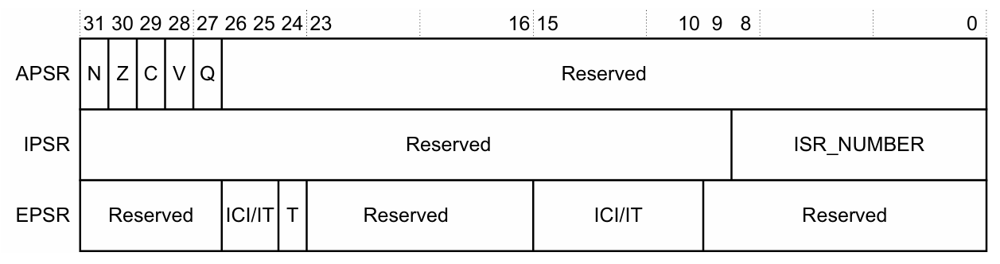 31 30 29 28 27 26 25 24 23 16 15 10 9 8 0
APSR N Z C V Q Reserved
IPSR Reserved ISR_NUMBER
EPSR Reserved ICI/IT T Reserved ICI/IT Reserved